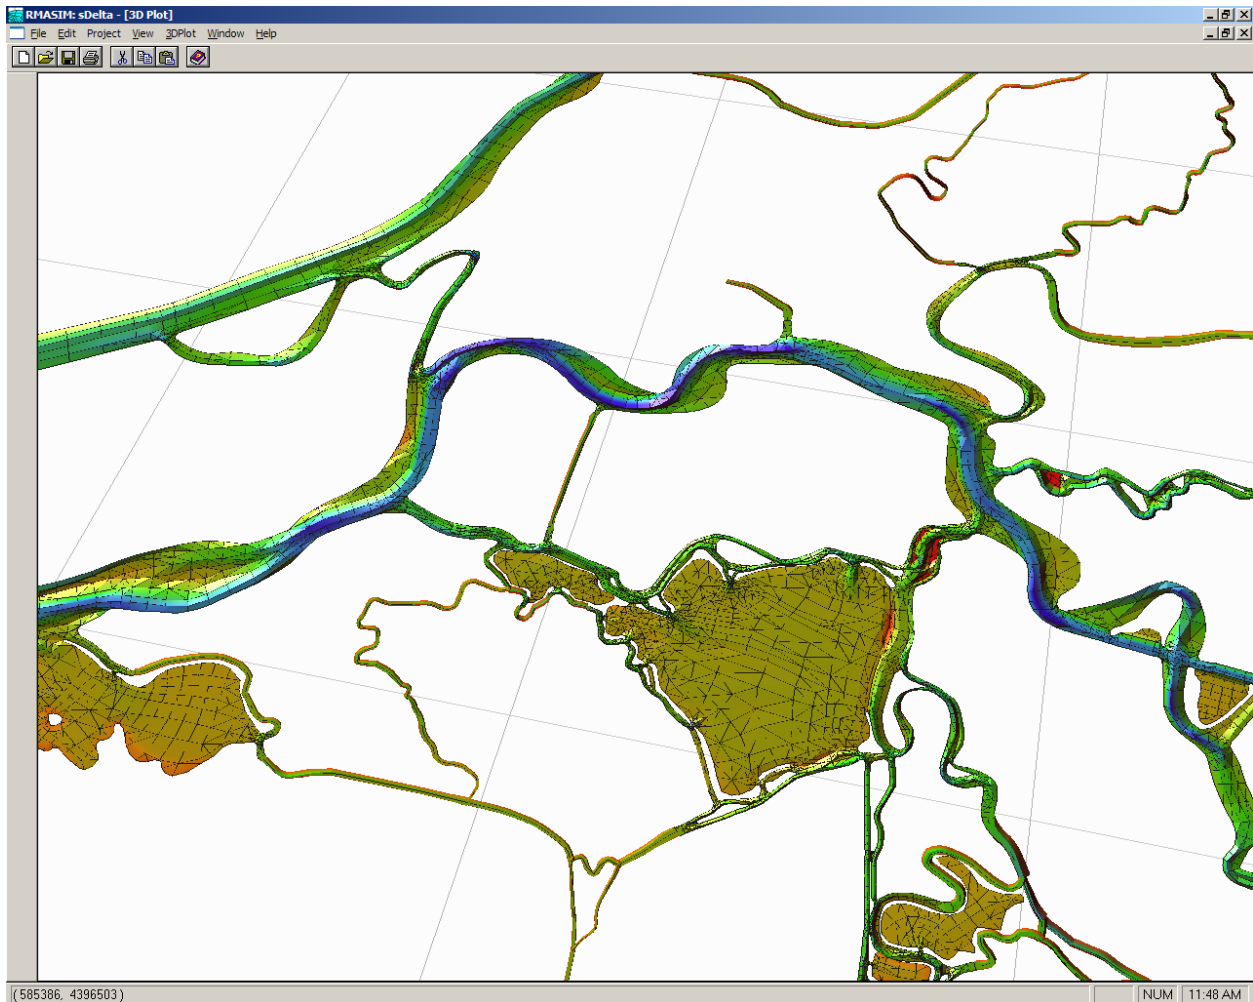 RMASIM: sDelta - [3D Plot]
File Edit Project View 3DPlot Window Help
(585386, 4396503)
NUM
11:48 AM